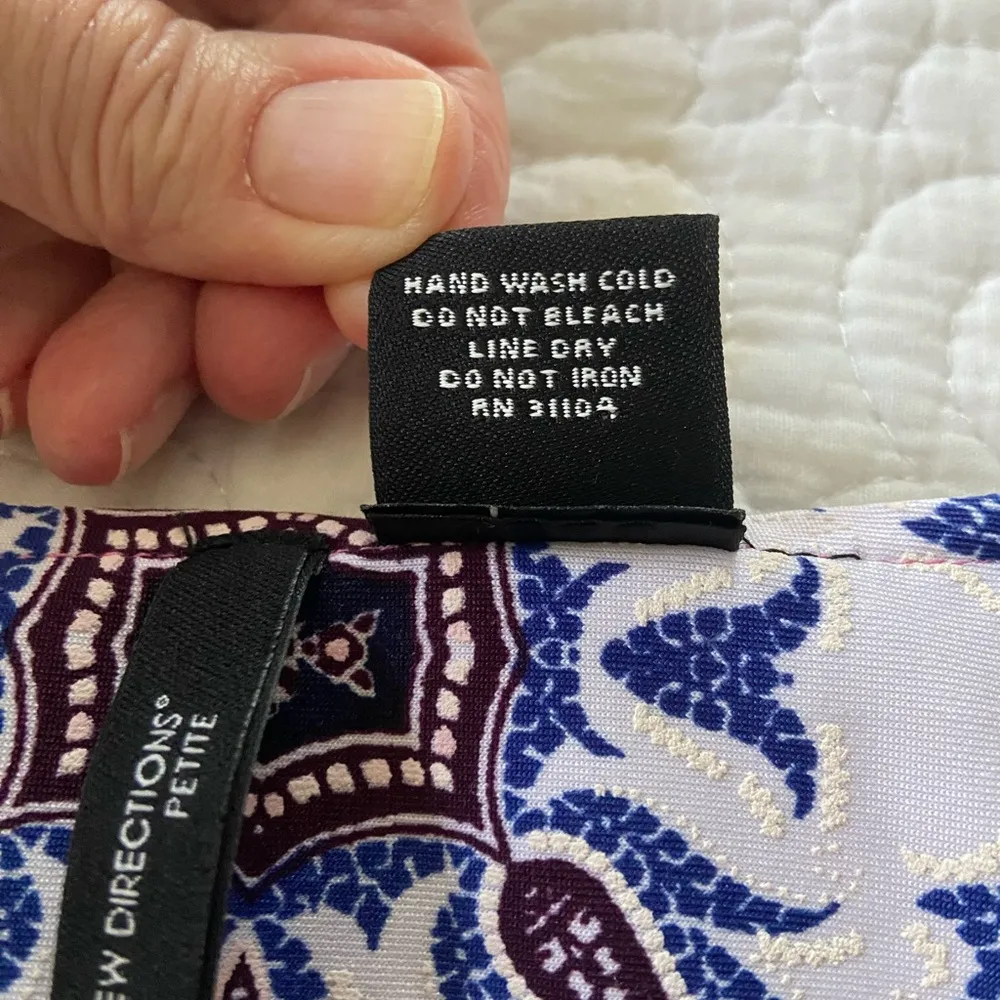 HAND WASH COLD
DO NOT BLEACH
LINE DRY
DO NOT IRON
RN 31104
DIRECTIONS®
PETITE